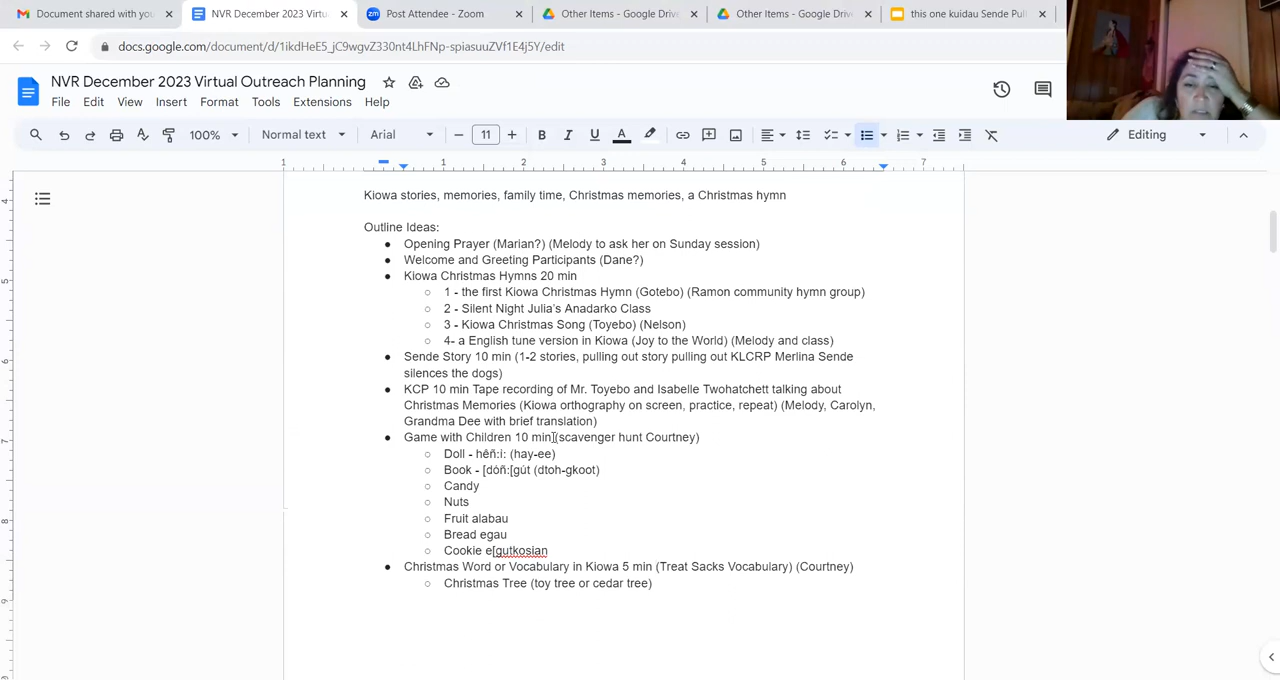 Document shared with you
NVR December 2023 Virtu
Post Attendee - Zoom
Other Items - Google Driv
Other Items - Google Driv
this one kuidau Sende Pul
docs.google.com/document/d/1ikdHeE5_jC9wgvZ330nt4LhFNp-spiasuuZVf1E4j5Y/edit
NVR December 2023 Virtual Outreach Planning
File Edit View Insert Format Tools Extensions Help
100% Normal text Arial 11 B I U A Editing
1 1 2 3 4 5 6 7
Kiowa stories, memories, family time, Christmas memories, a Christmas hymn
Outline Ideas:
● Opening Prayer (Marian?) (Melody to ask her on Sunday session)
● Welcome and Greeting Participants (Dane?)
● Kiowa Christmas Hymns 20 min
○ 1 - the first Kiowa Christmas Hymn (Gotebo) (Ramon community hymn group)
○ 2 - Silent Night Julia's Anadarko Class
○ 3 - Kiowa Christmas Song (Toyebo) (Nelson)
○ 4- a English tune version in Kiowa (Joy to the World) (Melody and class)
● Sende Story 10 min (1-2 stories, pulling out story pulling out KLCRP Merlina Sende
silences the dogs)
● KCP 10 min Tape recording of Mr. Toyebo and Isabelle Twohatchett talking about
Christmas Memories (Kiowa orthography on screen, practice, repeat) (Melody, Carolyn,
Grandma Dee with brief translation)
● Game with Children 10 min (scavenger hunt Courtney)
○ Doll - hêñ:i: (hay-ee)
○ Book - [dóñ:[gút (dtoh-gkoot)
○ Candy
○ Nuts
○ Fruit alabau
○ Bread egau
○ Cookie e[gutkosian
● Christmas Word or Vocabulary in Kiowa 5 min (Treat Sacks Vocabulary) (Courtney)
○ Christmas Tree (toy tree or cedar tree)